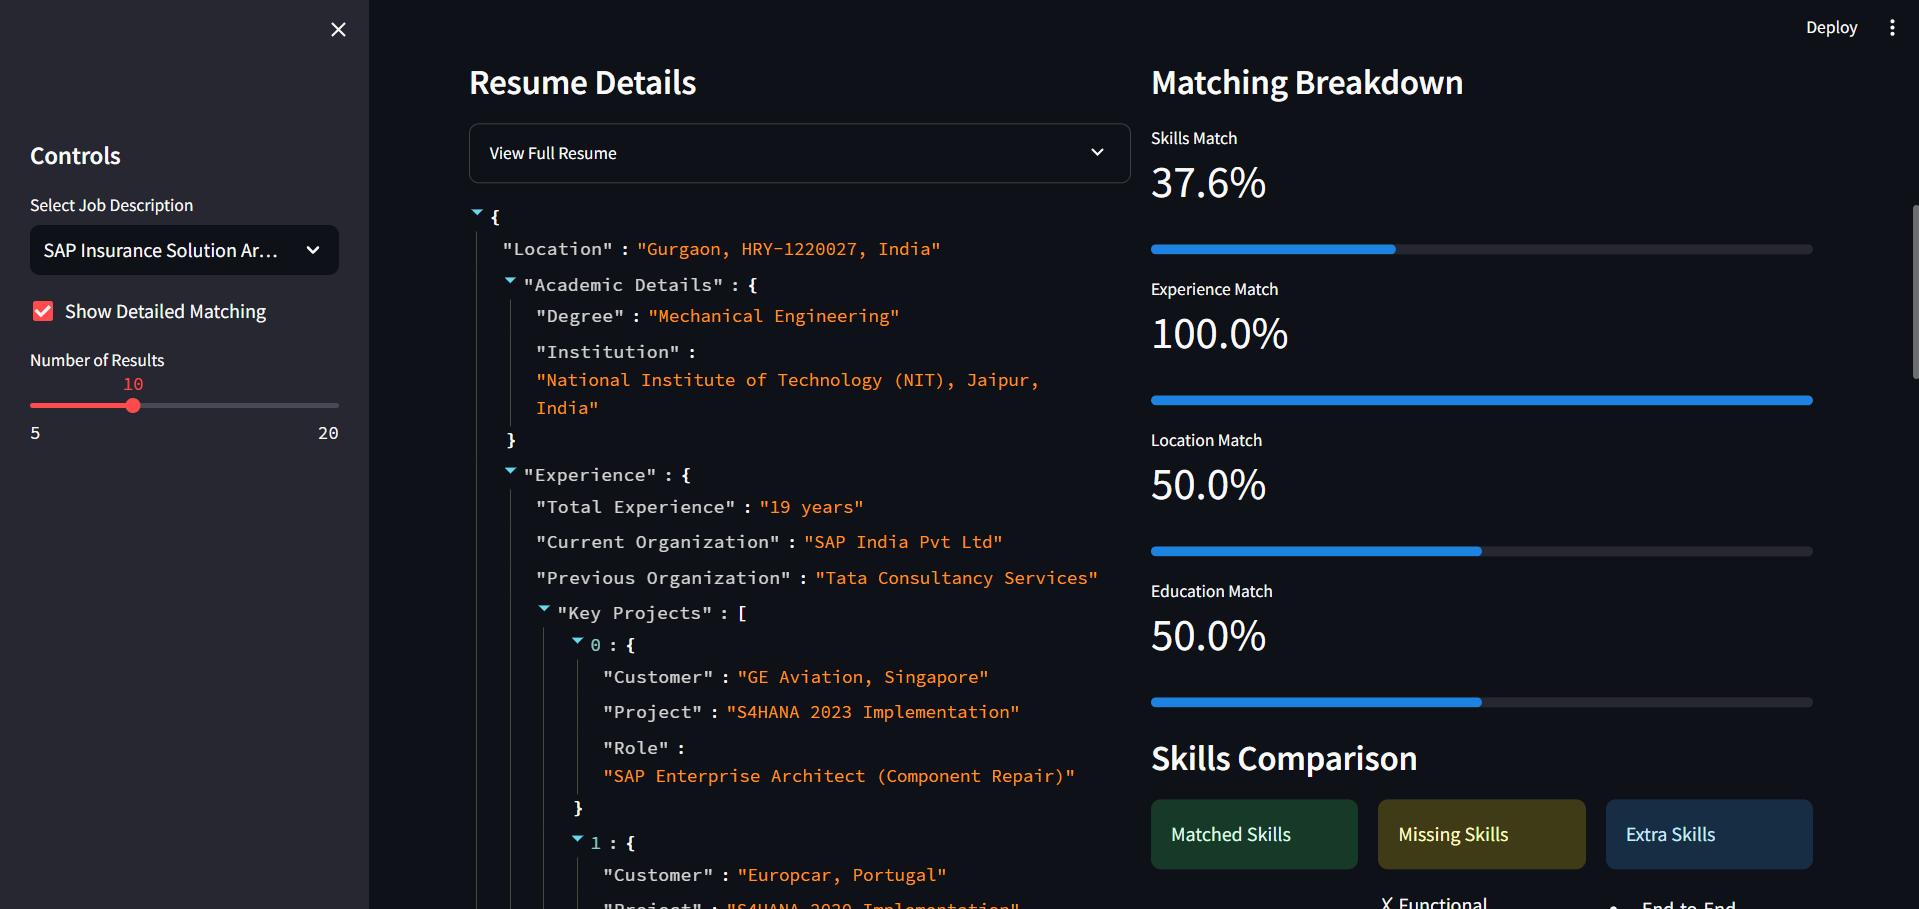 Deploy
Controls
Select Job Description
SAP Insurance Solution Ar...
Show Detailed Matching
Number of Results
10
5 20
Resume Details
View Full Resume
{
"Location" : "Gurgaon, HRY-1220027, India"
"Academic Details" : {
"Degree" : "Mechanical Engineering"
"Institution" :
"National Institute of Technology (NIT), Jaipur,
India"
}
"Experience" : {
"Total Experience" : "19 years"
"Current Organization" : "SAP India Pvt Ltd"
"Previous Organization" : "Tata Consultancy Services"
"Key Projects" : [
0 : {
"Customer" : "GE Aviation, Singapore"
"Project" : "S4HANA 2023 Implementation"
"Role" :
"SAP Enterprise Architect (Component Repair)"
}
1 : {
"Customer" : "Europcar, Portugal"
"Project" : "S4HANA 2020 Implementation"
Matching Breakdown
Skills Match
37.6%
Experience Match
100.0%
Location Match
50.0%
Education Match
50.0%
Skills Comparison
Matched Skills
Missing Skills
Extra Skills
X Functional
• End-to-End